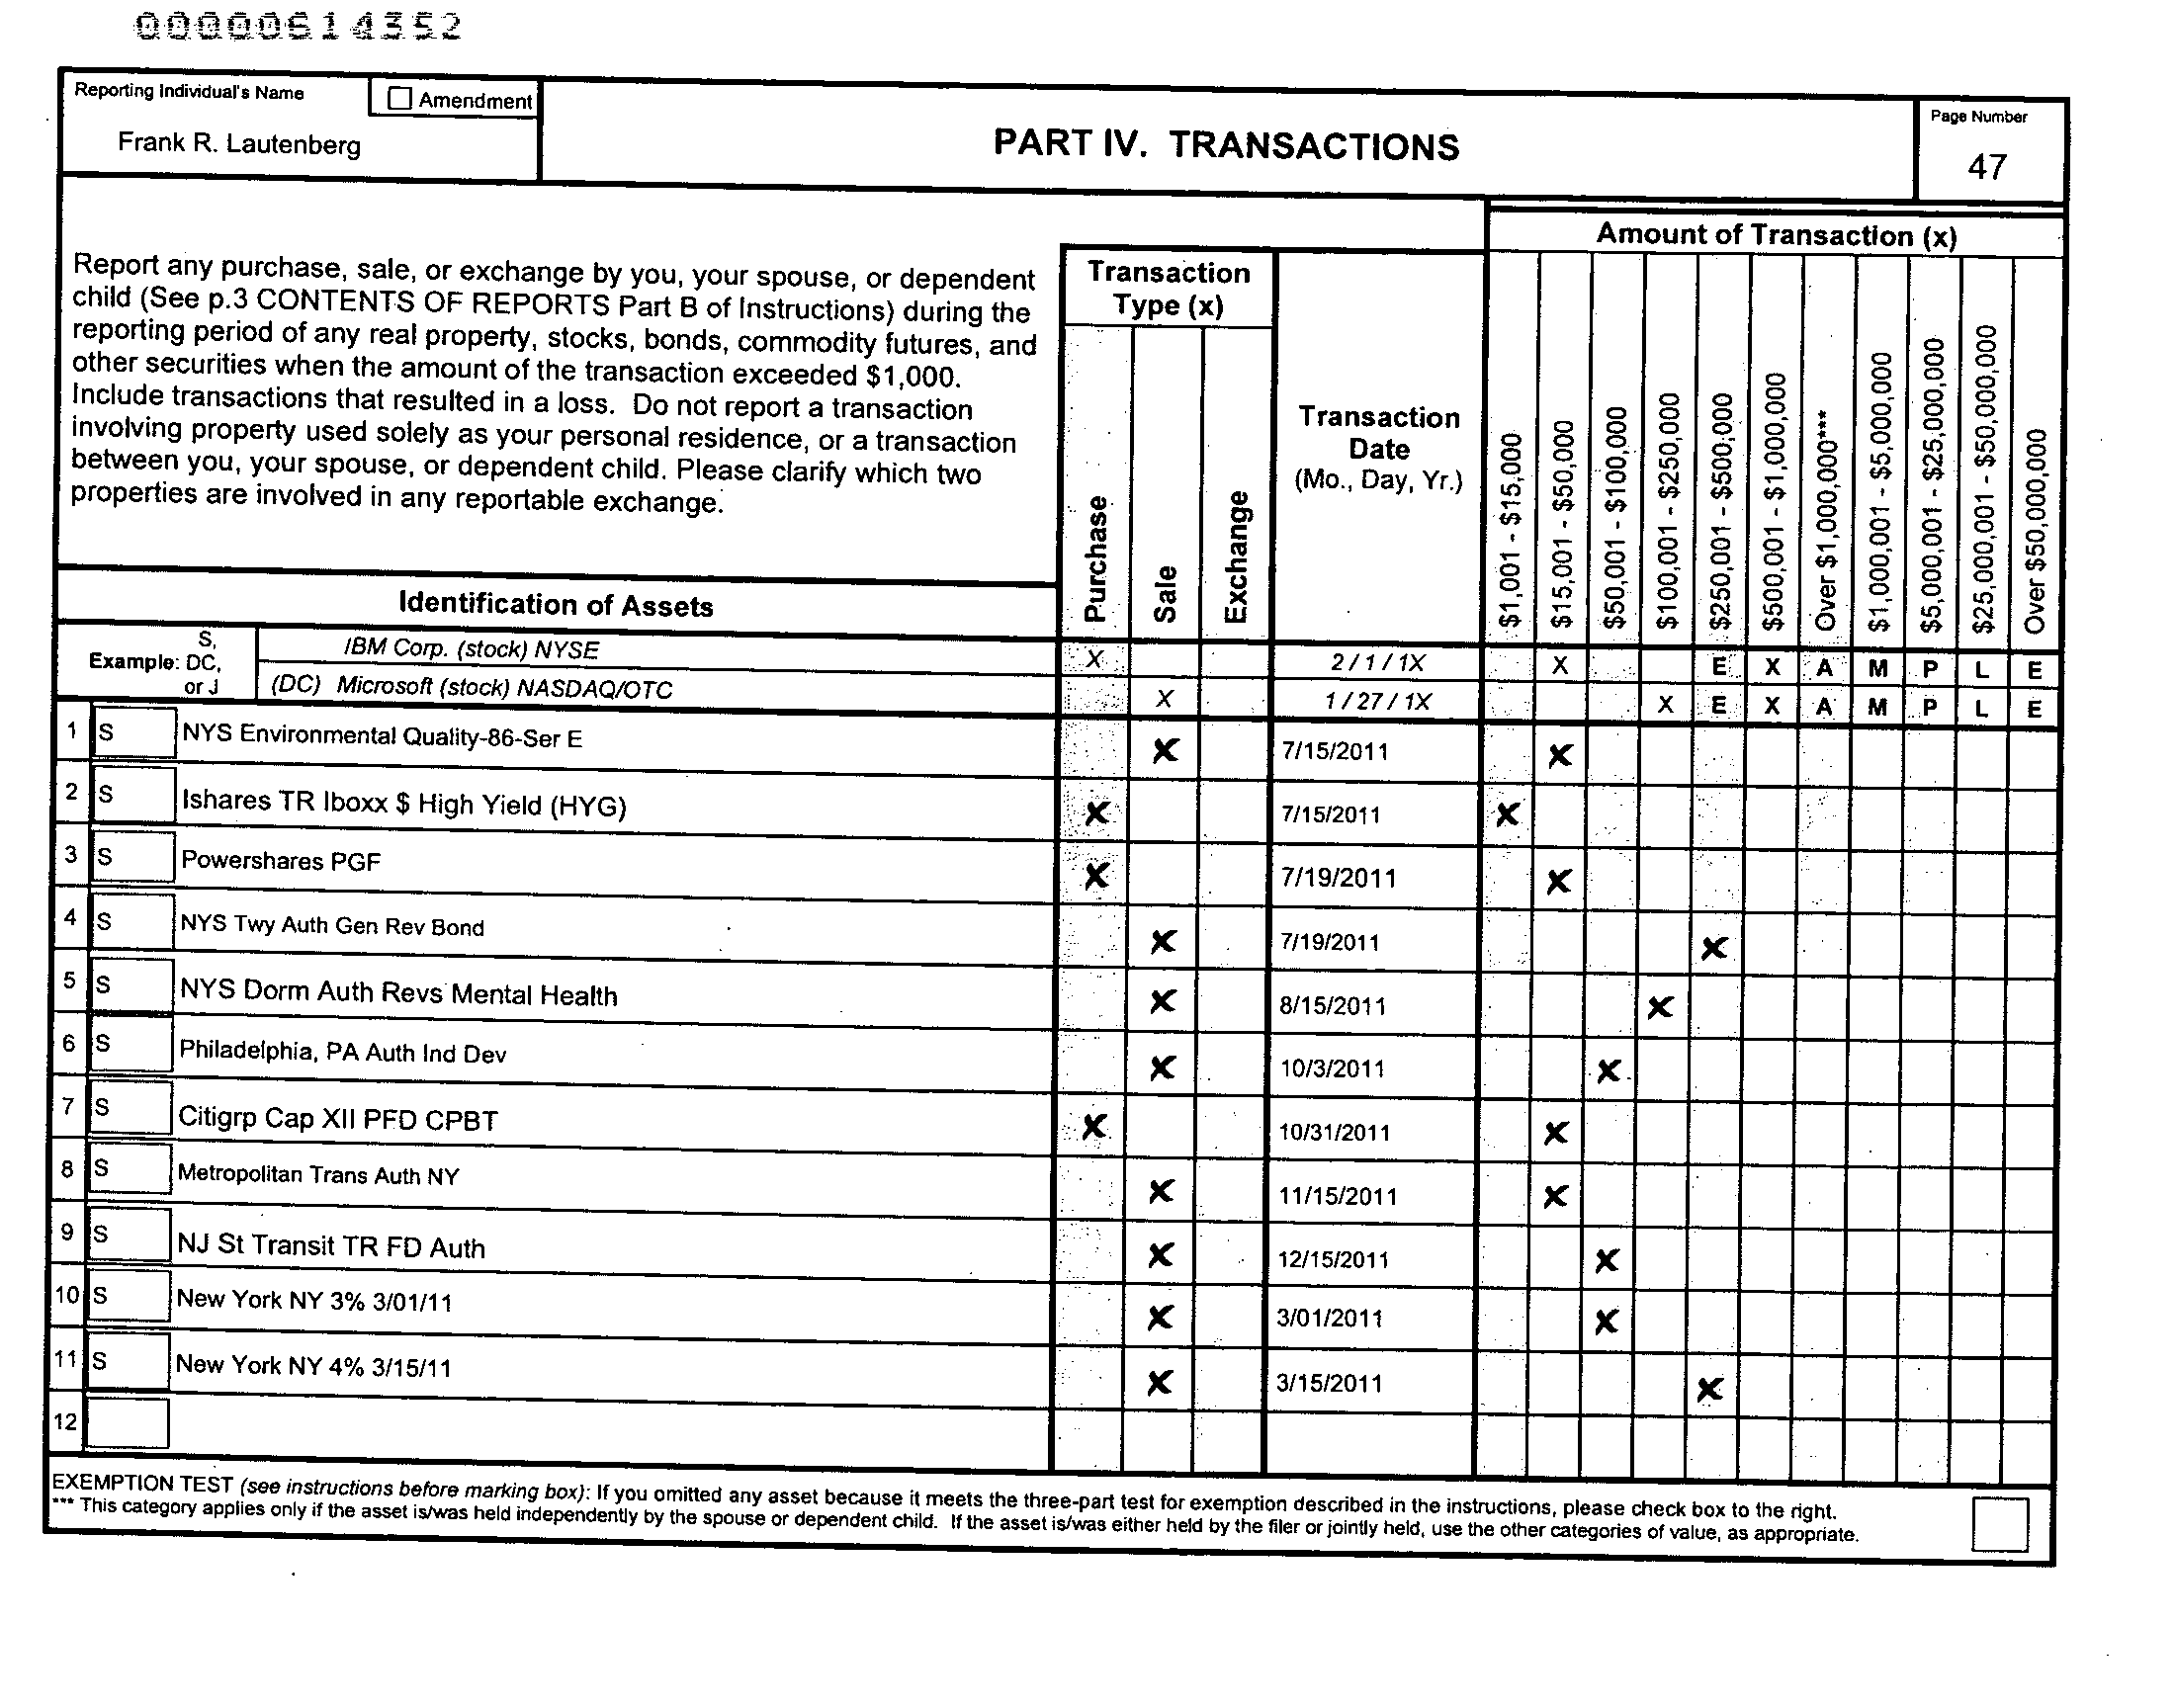 00000614352
Reporting Individual's Name
Amendment
Frank R. Lautenberg
PART IV. TRANSACTIONS
Page Number
47
Report any purchase, sale, or exchange by you, your spouse, or dependent
child (See p.3 CONTENTS OF REPORTS Part B of Instructions) during the
reporting period of any real property, stocks, bonds, commodity futures, and
other securities when the amount of the transaction exceeded $1,000.
Include transactions that resulted in a loss. Do not report a transaction
involving property used solely as your personal residence, or a transaction
between you, your spouse, or dependent child. Please clarify which two
properties are involved in any reportable exchange.
Transaction
Type (x)
Purchase
Sale
Exchange
Transaction
Date
(Mo., Day, Yr.)
Amount of Transaction (x)
$1,001 - $15,000
$15,001 - $50,000
$50,001 - $100,000
$100,001 - $250,000
$250,001 - $500,000
$500,001 - $1,000,000
Over $1,000,000***
$1,000,001 - $5,000,000
$5,000,001 - $25,000,000
$25,000,001 - $50,000,000
Over $50,000,000
Identification of Assets
Example: S, DC, or J
IBM Corp. (stock) NYSE X 2 / 1 / 1X X E X A M P L E
(DC) Microsoft (stock) NASDAQ/OTC X 1 / 27 / 1X X E X A M P L E
1 S NYS Environmental Quality-86-Ser E X 7/15/2011 X
2 S Ishares TR Iboxx $ High Yield (HYG) X 7/15/2011 X
3 S Powershares PGF X 7/19/2011 X
4 S NYS Twy Auth Gen Rev Bond X 7/19/2011 X
5 S NYS Dorm Auth Revs Mental Health X 8/15/2011 X
6 S Philadelphia, PA Auth Ind Dev X 10/3/2011 X
7 S Citigrp Cap XII PFD CPBT X 10/31/2011 X
8 S Metropolitan Trans Auth NY X 11/15/2011 X
9 S NJ St Transit TR FD Auth X 12/15/2011 X
10 S New York NY 3% 3/01/11 X 3/01/2011 X
11 S New York NY 4% 3/15/11 X 3/15/2011 X
12
EXEMPTION TEST (see instructions before marking box): If you omitted any asset because it meets the three-part test for exemption described in the instructions, please check box to the right.
*** This category applies only if the asset is/was held independently by the spouse or dependent child. If the asset is/was either held by the filer or jointly held, use the other categories of value, as appropriate.